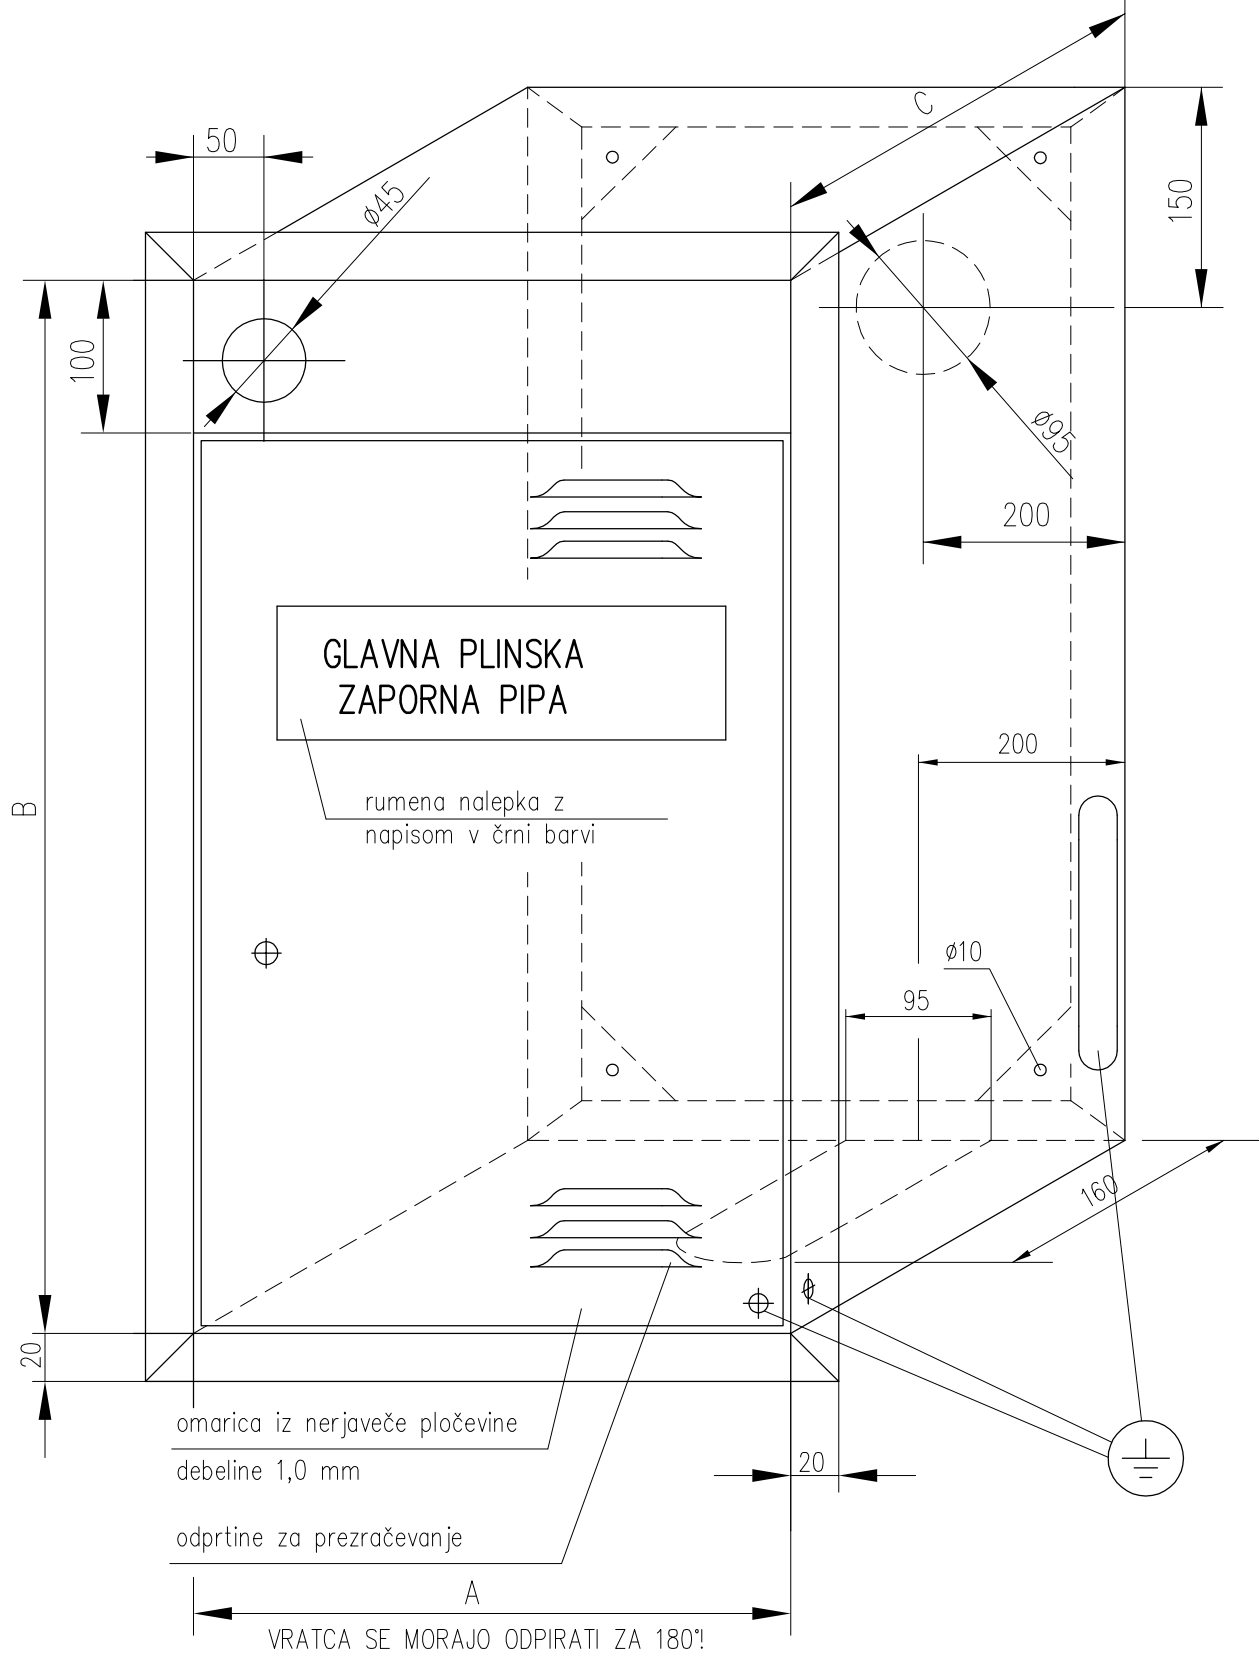 C
50
ø45
150
100
ø95
200
GLAVNA PLINSKA
ZAPORNA PIPA
200
rumena nalepka z
napisom v črni barvi
B
ø10
95
160
20
omarica iz nerjaveče pločevine
debeline 1,0 mm
20
odprtine za prezračevanje
A
VRATCA SE MORAJO ODPIRATI ZA 180°!